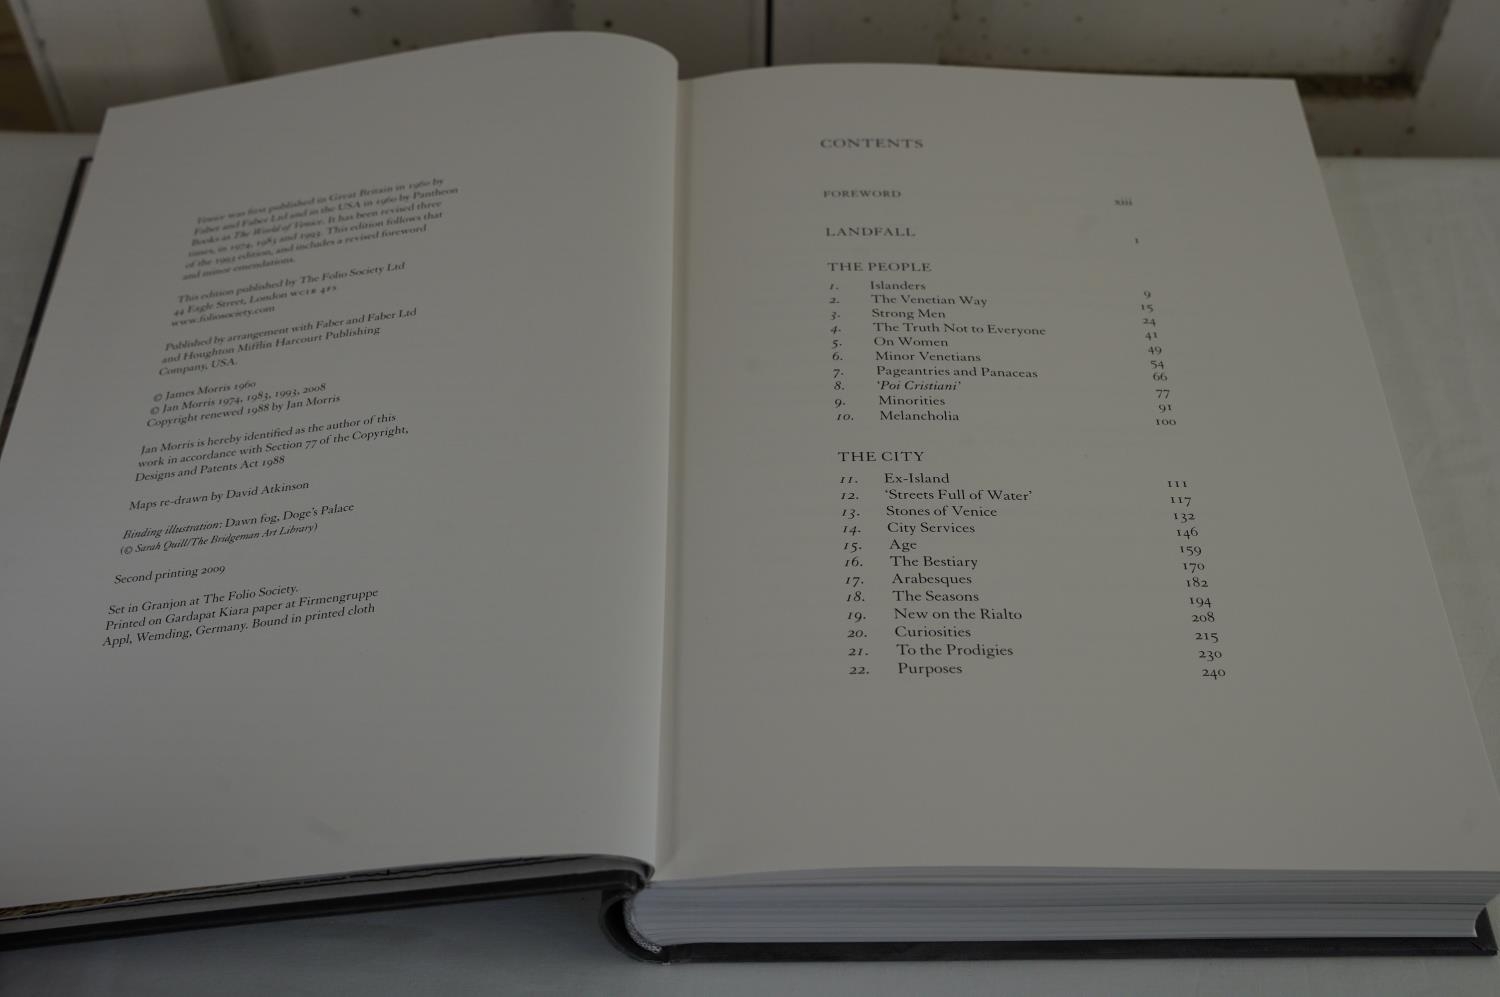 Venice was first published in Great Britain in 1960 by
Faber and Faber Ltd and in the USA in 1960 by Pantheon
Books as The World of Venice. It has been revised three
times, in 1974, 1983 and 1993. This edition follows that
of the 1993 edition, and includes a revised foreword
and minor emendations.
This edition published by The Folio Society Ltd
44 Eagle Street, London WC1R 4FS
www.foliosociety.com
Published by arrangement with Faber and Faber Ltd
and Houghton Mifflin Harcourt Publishing
Company, USA.
© James Morris 1960
© Jan Morris 1974, 1983, 1993, 2008
Copyright renewed 1988 by Jan Morris
Jan Morris is hereby identified as the author of this
work in accordance with Section 77 of the Copyright,
Designs and Patents Act 1988
Maps re-drawn by David Atkinson
Binding illustration: Dawn fog, Doge's Palace
(© Sarah Quill/The Bridgeman Art Library)
Second printing 2009
Set in Granjon at The Folio Society.
Printed on Gardapat Kiara paper at Firmengruppe
Appl, Wemding, Germany. Bound in printed cloth
CONTENTS
FOREWORD xiii
LANDFALL 1
THE PEOPLE
1. Islanders 9
2. The Venetian Way 15
3. Strong Men 24
4. The Truth Not to Everyone 41
5. On Women 49
6. Minor Venetians 54
7. Pageantries and Panaceas 66
8. 'Poi Cristiani' 77
9. Minorities 91
10. Melancholia 100
THE CITY
11. Ex-Island 111
12. 'Streets Full of Water' 117
13. Stones of Venice 132
14. City Services 146
15. Age 159
16. The Bestiary 170
17. Arabesques 182
18. The Seasons 194
19. New on the Rialto 208
20. Curiosities 215
21. To the Prodigies 230
22. Purposes 240